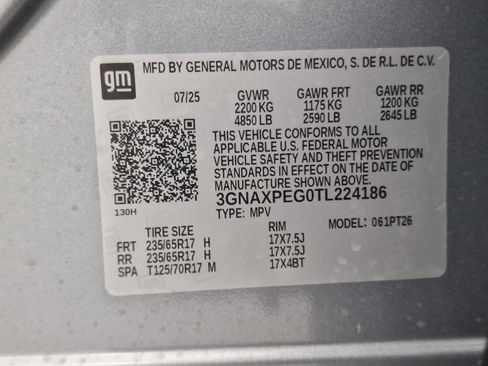 gm
MFD BY GENERAL MOTORS DE MEXICO, S. DE R.L. DE C.V.
07/25 GVWR GAWR FRT GAWR RR
2200 KG 1175 KG 1200 KG
4850 LB 2590 LB 2645 LB
THIS VEHICLE CONFORMS TO ALL
APPLICABLE U.S. FEDERAL MOTOR
VEHICLE SAFETY AND THEFT PREVENTION
STANDARDS IN EFFECT ON THE DATE OF
MANUFACTURE SHOWN ABOVE.
3GNAXPEG0TL224186
130H TYPE: MPV
TIRE SIZE RIM MODEL: 061PT26
FRT 235/65R17 H 17X7.5J
RR 235/65R17 H 17X7.5J
SPA T125/70R17 M 17X4BT